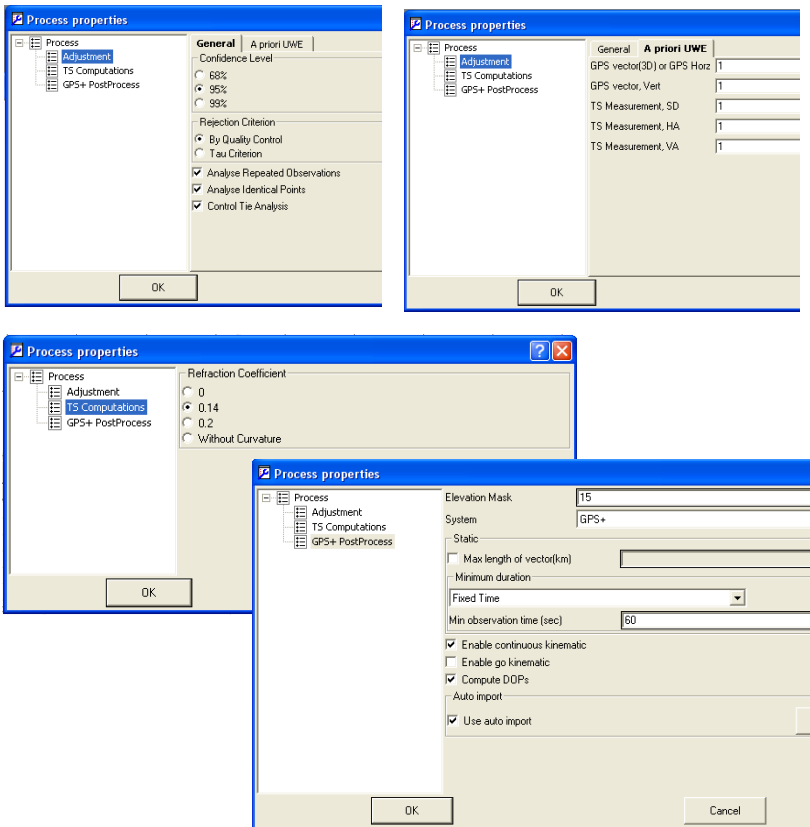 Process properties
Process
Adjustment
TS Computations
GPS+ PostProcess
General
A priori UWE
Confidence Level
68%
95%
99%
Rejection Criterion
By Quality Control
Tau Criterion
Analyse Repeated Observations
Analyse Identical Points
Control Tie Analysis
OK
Process properties
Process
Adjustment
TS Computations
GPS+ PostProcess
General
A priori UWE
GPS vector(3D) or GPS Horz 1
GPS vector, Vert 1
TS Measurement, SD 1
TS Measurement, HA 1
TS Measurement, VA 1
OK
Process properties
Process
Adjustment
TS Computations
GPS+ PostProcess
Refraction Coefficient
0
0.14
0.2
Without Curvature
OK
Process properties
Process
Adjustment
TS Computations
GPS+ PostProcess
Elevation Mask 15
System GPS+
Static
Max length of vector(km)
Minimum duration
Fixed Time
Min observation time (sec) 60
Enable continuous kinematic
Enable go kinematic
Compute DOPs
Auto import
Use auto import
OK
Cancel